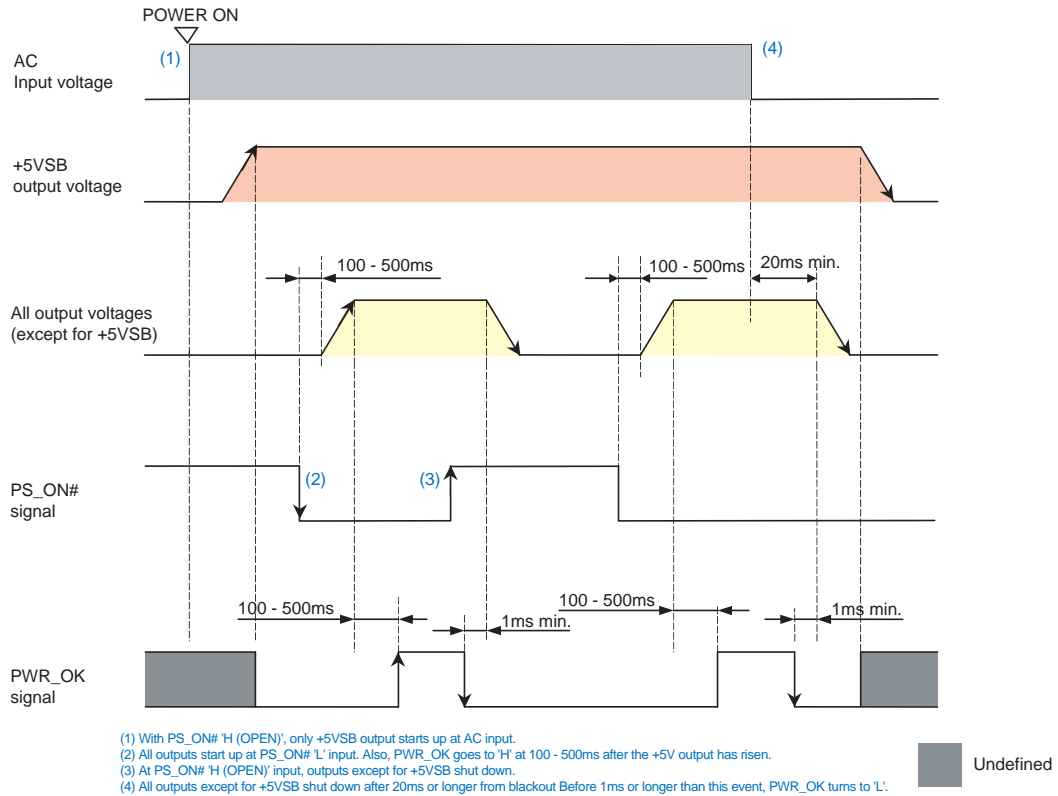 POWER ON
(1)
(4)
AC
Input voltage
+5VSB
output voltage
100 - 500ms
100 - 500ms
20ms min.
All output voltages
(except for +5VSB)
(2)
(3)
PS_ON#
signal
100 - 500ms
1ms min.
100 - 500ms
1ms min.
PWR_OK
signal
(1) With PS_ON# 'H (OPEN)', only +5VSB output starts up at AC input.
(2) All outputs start up at PS_ON# 'L' input. Also, PWR_OK goes to 'H' at 100 - 500ms after the +5V output has risen.
(3) At PS_ON# 'H (OPEN)' input, outputs except for +5VSB shut down.
(4) All outputs except for +5VSB shut down after 20ms or longer from blackout Before 1ms or longer than this event, PWR_OK turns to 'L'.
Undefined